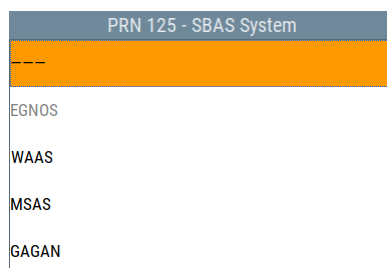 PRN 125 - SBAS System
---
EGNOS
WAAS
MSAS
GAGAN